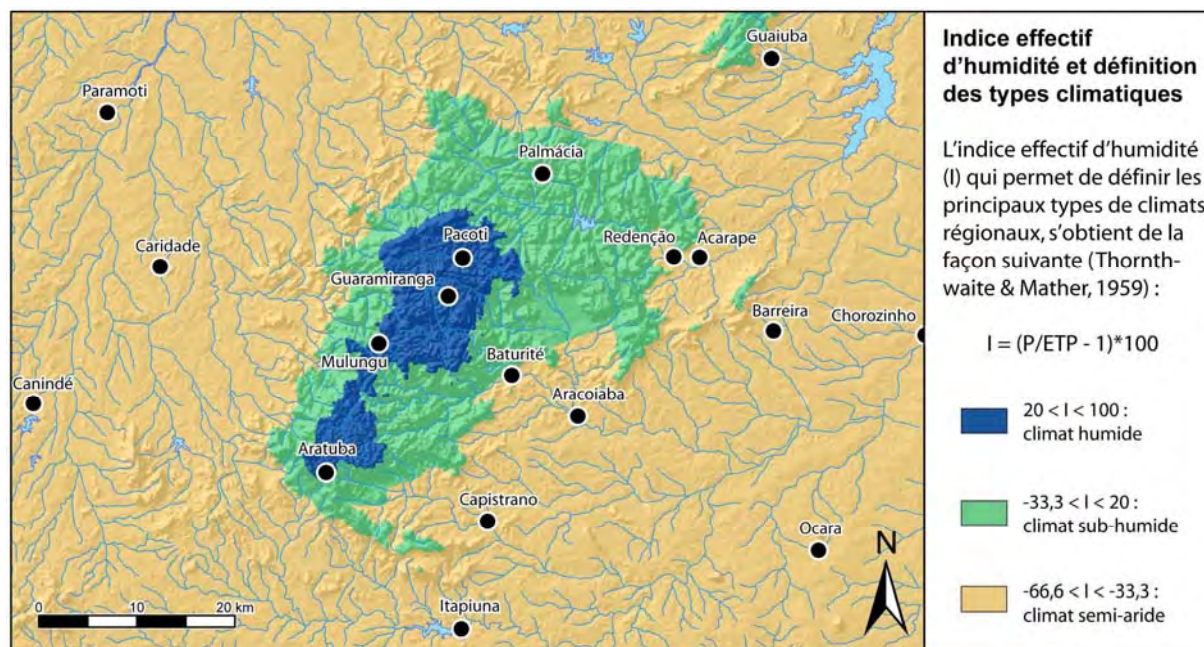 Guaiuba
Paramoti
Palmácia
Pacoti
Redenção
Acarape
Caridade
Guaramiranga
Barreira
Chorozinho
Mulungu
Baturité
Canindé
Aracoiaba
Aratuba
Capistrano
Ocara
N
0 10 20 km
Itapiuna
Indice effectif
d'humidité et définition
des types climatiques
L'indice effectif d'humidité
(I) qui permet de définir les
principaux types de climats
régionaux, s'obtient de la
façon suivante (Thornth-
waite & Mather, 1959) :
I = (P/ETP - 1)*100
20 < I < 100 :
climat humide
-33,3 < I < 20 :
climat sub-humide
-66,6 < I < -33,3 :
climat semi-aride